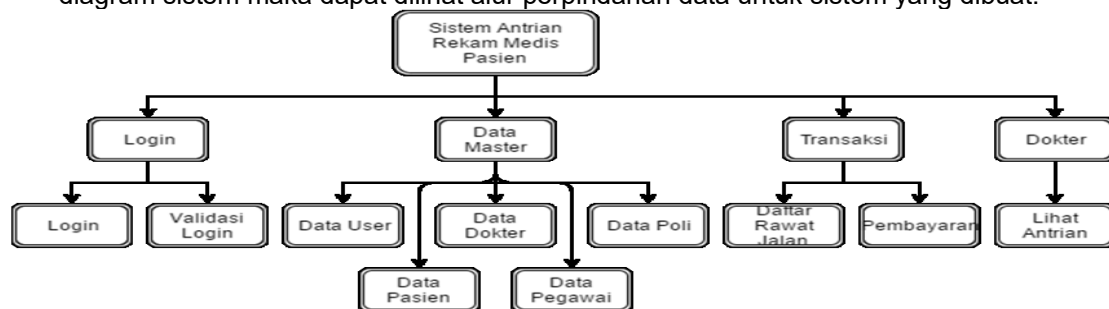 diagram sistem maka dapat dilihat alur perpindahan data untuk sistem yang dibuat.
Sistem Antrian
Rekam Medis
Pasien
Login
Data
Master
Transaksi
Dokter
Login
Validasi
Login
Data User
Data
Dokter
Data Poli
Daftar
Rawat
Jalan
Pembayaran
Lihat
Antrian
Data
Pasien
Data
Pegawai